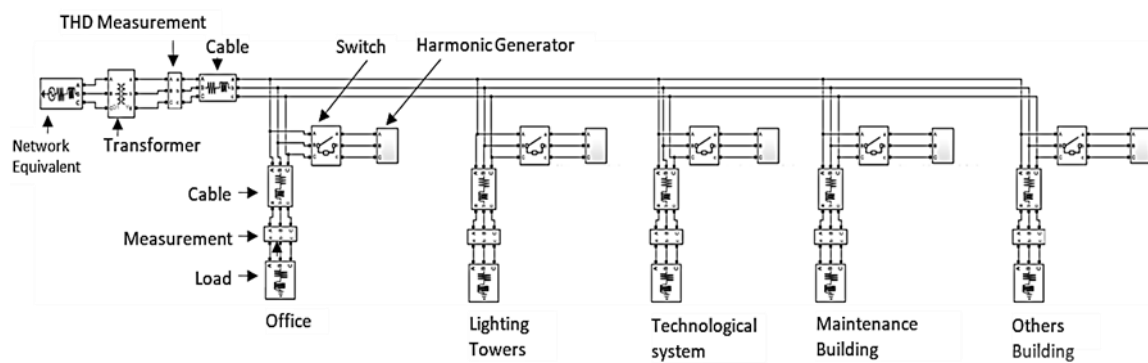 THD Measurement
Cable
Switch
Harmonic Generator
Network
Equivalent
Transformer
Cable
Measurement
Load
Office
Lighting
Towers
Technological
system
Maintenance
Building
Others
Building